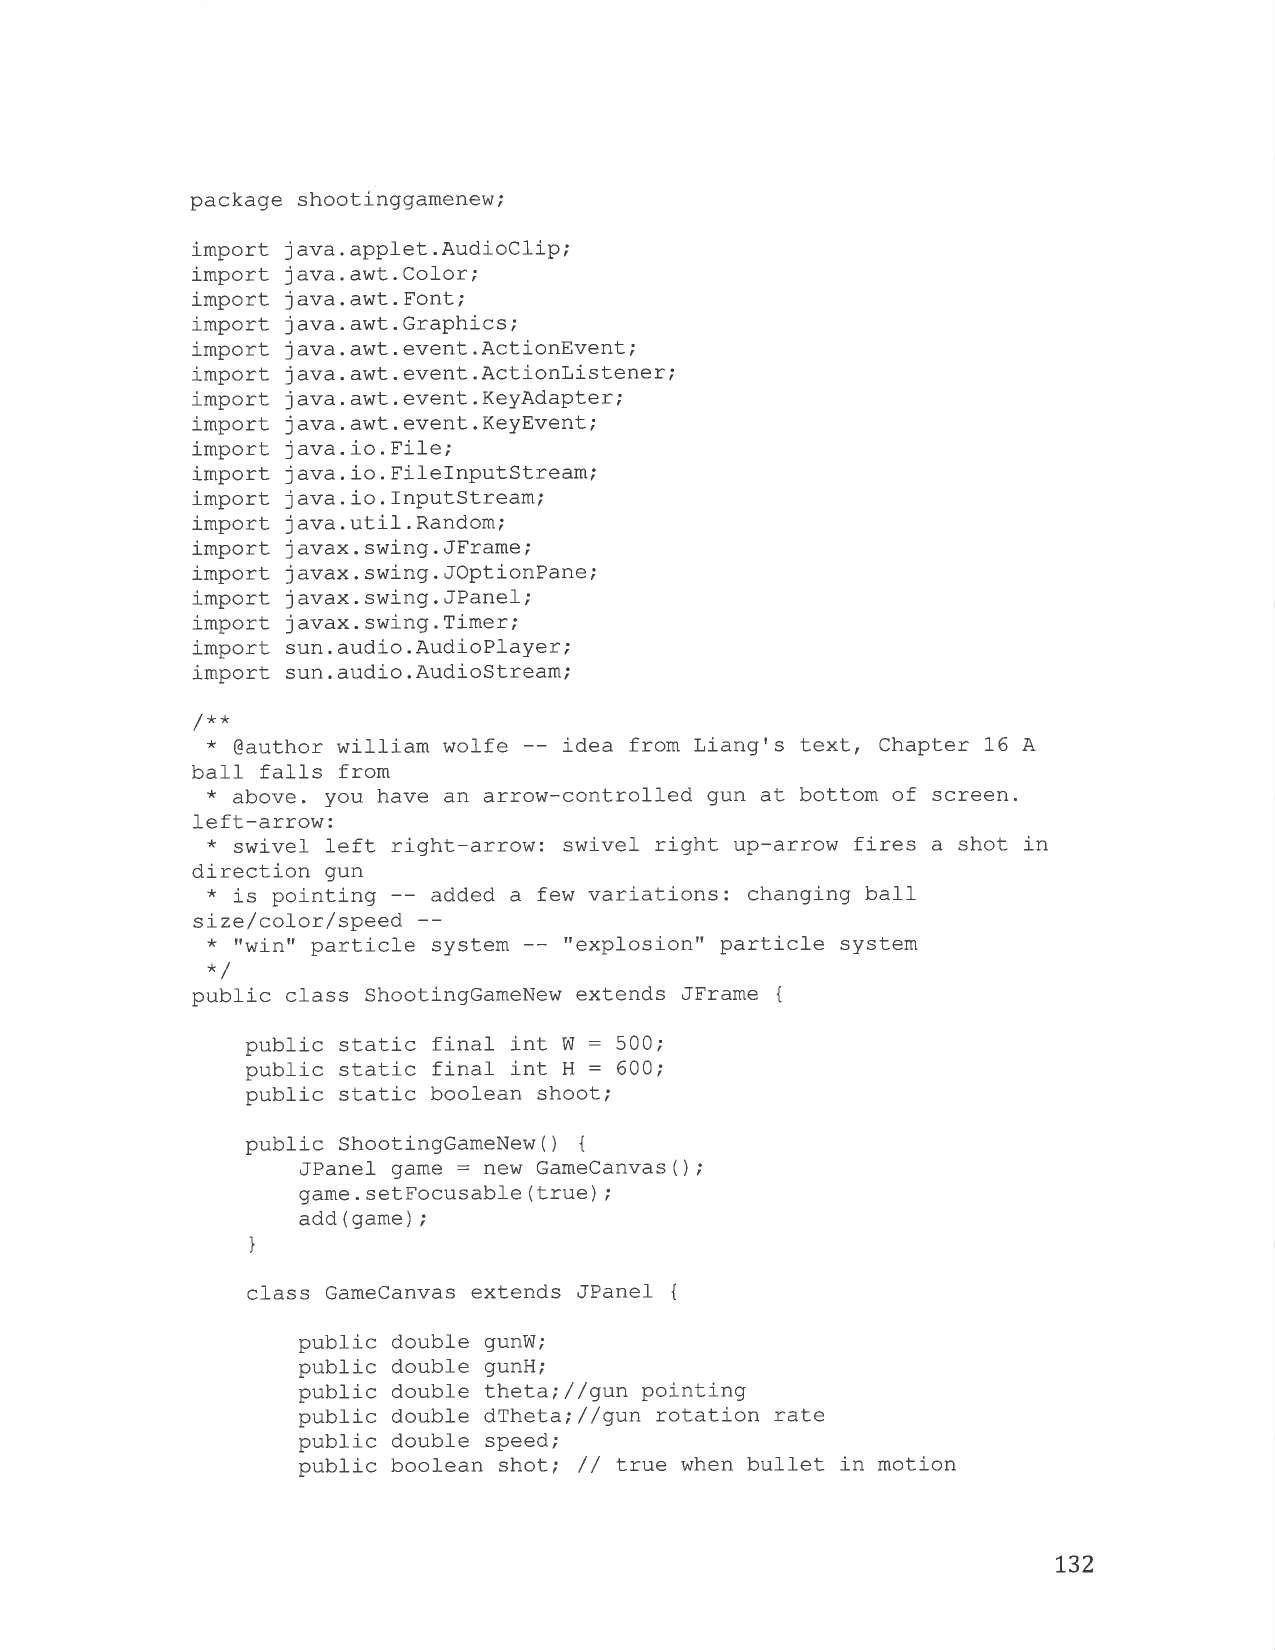 package shootinggamenew;

import java.applet.AudioClip;
import java.awt.Color;
import java.awt.Font;
import java.awt.Graphics;
import java.awt.event.ActionEvent;
import java.awt.event.ActionListener;
import java.awt.event.KeyAdapter;
import java.awt.event.KeyEvent;
import java.io.File;
import java.io.FileInputStream;
import java.io.InputStream;
import java.util.Random;
import javax.swing.JFrame;
import javax.swing.JOptionPane;
import javax.swing.JPanel;
import javax.swing.Timer;
import sun.audio.AudioPlayer;
import sun.audio.AudioStream;

/**
 * @author william wolfe -- idea from Liang's text, Chapter 16 A
ball falls from
 * above. you have an arrow-controlled gun at bottom of screen.
left-arrow:
 * swivel left right-arrow: swivel right up-arrow fires a shot in
direction gun
 * is pointing -- added a few variations: changing ball
size/color/speed --
 * "win" particle system -- "explosion" particle system
 */
public class ShootingGameNew extends JFrame {

    public static final int W = 500;
    public static final int H = 600;
    public static boolean shoot;

    public ShootingGameNew() {
        JPanel game = new GameCanvas();
        game.setFocusable(true);
        add(game);
    }

    class GameCanvas extends JPanel {

        public double gunW;
        public double gunH;
        public double theta;//gun pointing
        public double dTheta;//gun rotation rate
        public double speed;
        public boolean shot; // true when bullet in motion

132